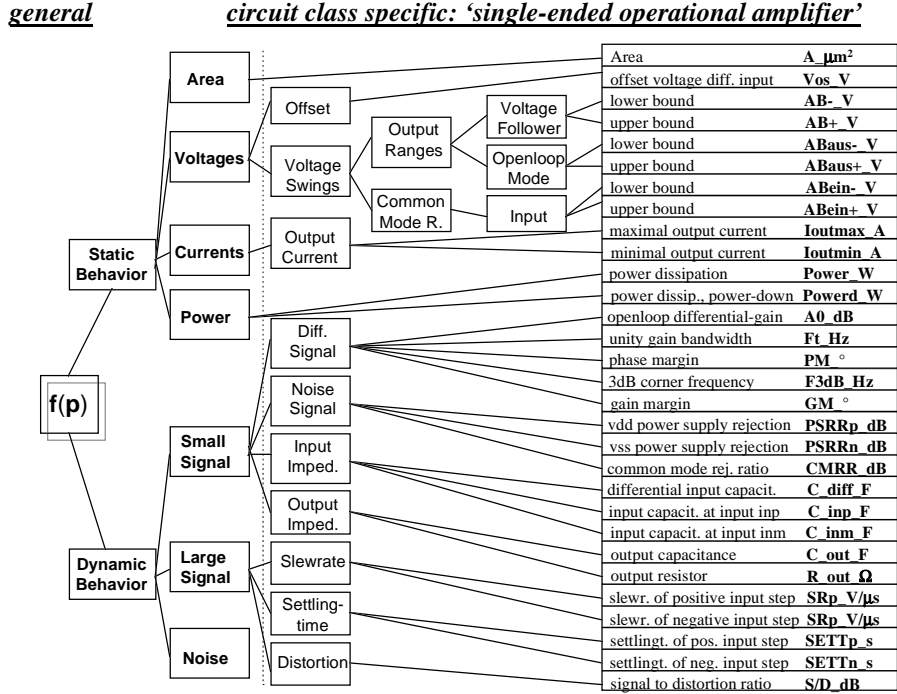 general circuit class specific: ‘single-ended operational amplifier’
Area A_µm²
offset voltage diff. input Vos_V
lower bound AB-_V
upper bound AB+_V
lower bound ABaus-_V
upper bound ABaus+_V
lower bound ABein-_V
upper bound ABein+_V
maximal output current Ioutmax_A
minimal output current Ioutmin_A
power dissipation Power_W
power dissip., power-down Powerd_W
openloop differential-gain A0_dB
unity gain bandwidth Ft_Hz
phase margin PM_°
3dB corner frequency F3dB_Hz
gain margin GM_°
vdd power supply rejection PSRRp_dB
vss power supply rejection PSRRn_dB
common mode rej. ratio CMRR_dB
differential input capacit. C_diff_F
input capacit. at input inp C_inp_F
input capacit. at input inm C_inm_F
output capacitance C_out_F
output resistor R_out_Ω
slewr. of positive input step SRp_V/µs
slewr. of negative input step SRp_V/µs
settlingt. of pos. input step SETTp_s
settlingt. of neg. input step SETTn_s
signal to distortion ratio S/D_dB
f(p)
Static
Behavior
Dynamic
Behavior
Area
Voltages
Currents
Power
Small
Signal
Large
Signal
Noise
Offset
Voltage
Swings
Output
Current
Diff.
Signal
Noise
Signal
Input
Imped.
Output
Imped.
Slewrate
Settling-
time
Distortion
Output
Ranges
Common
Mode R.
Voltage
Follower
Openloop
Mode
Input